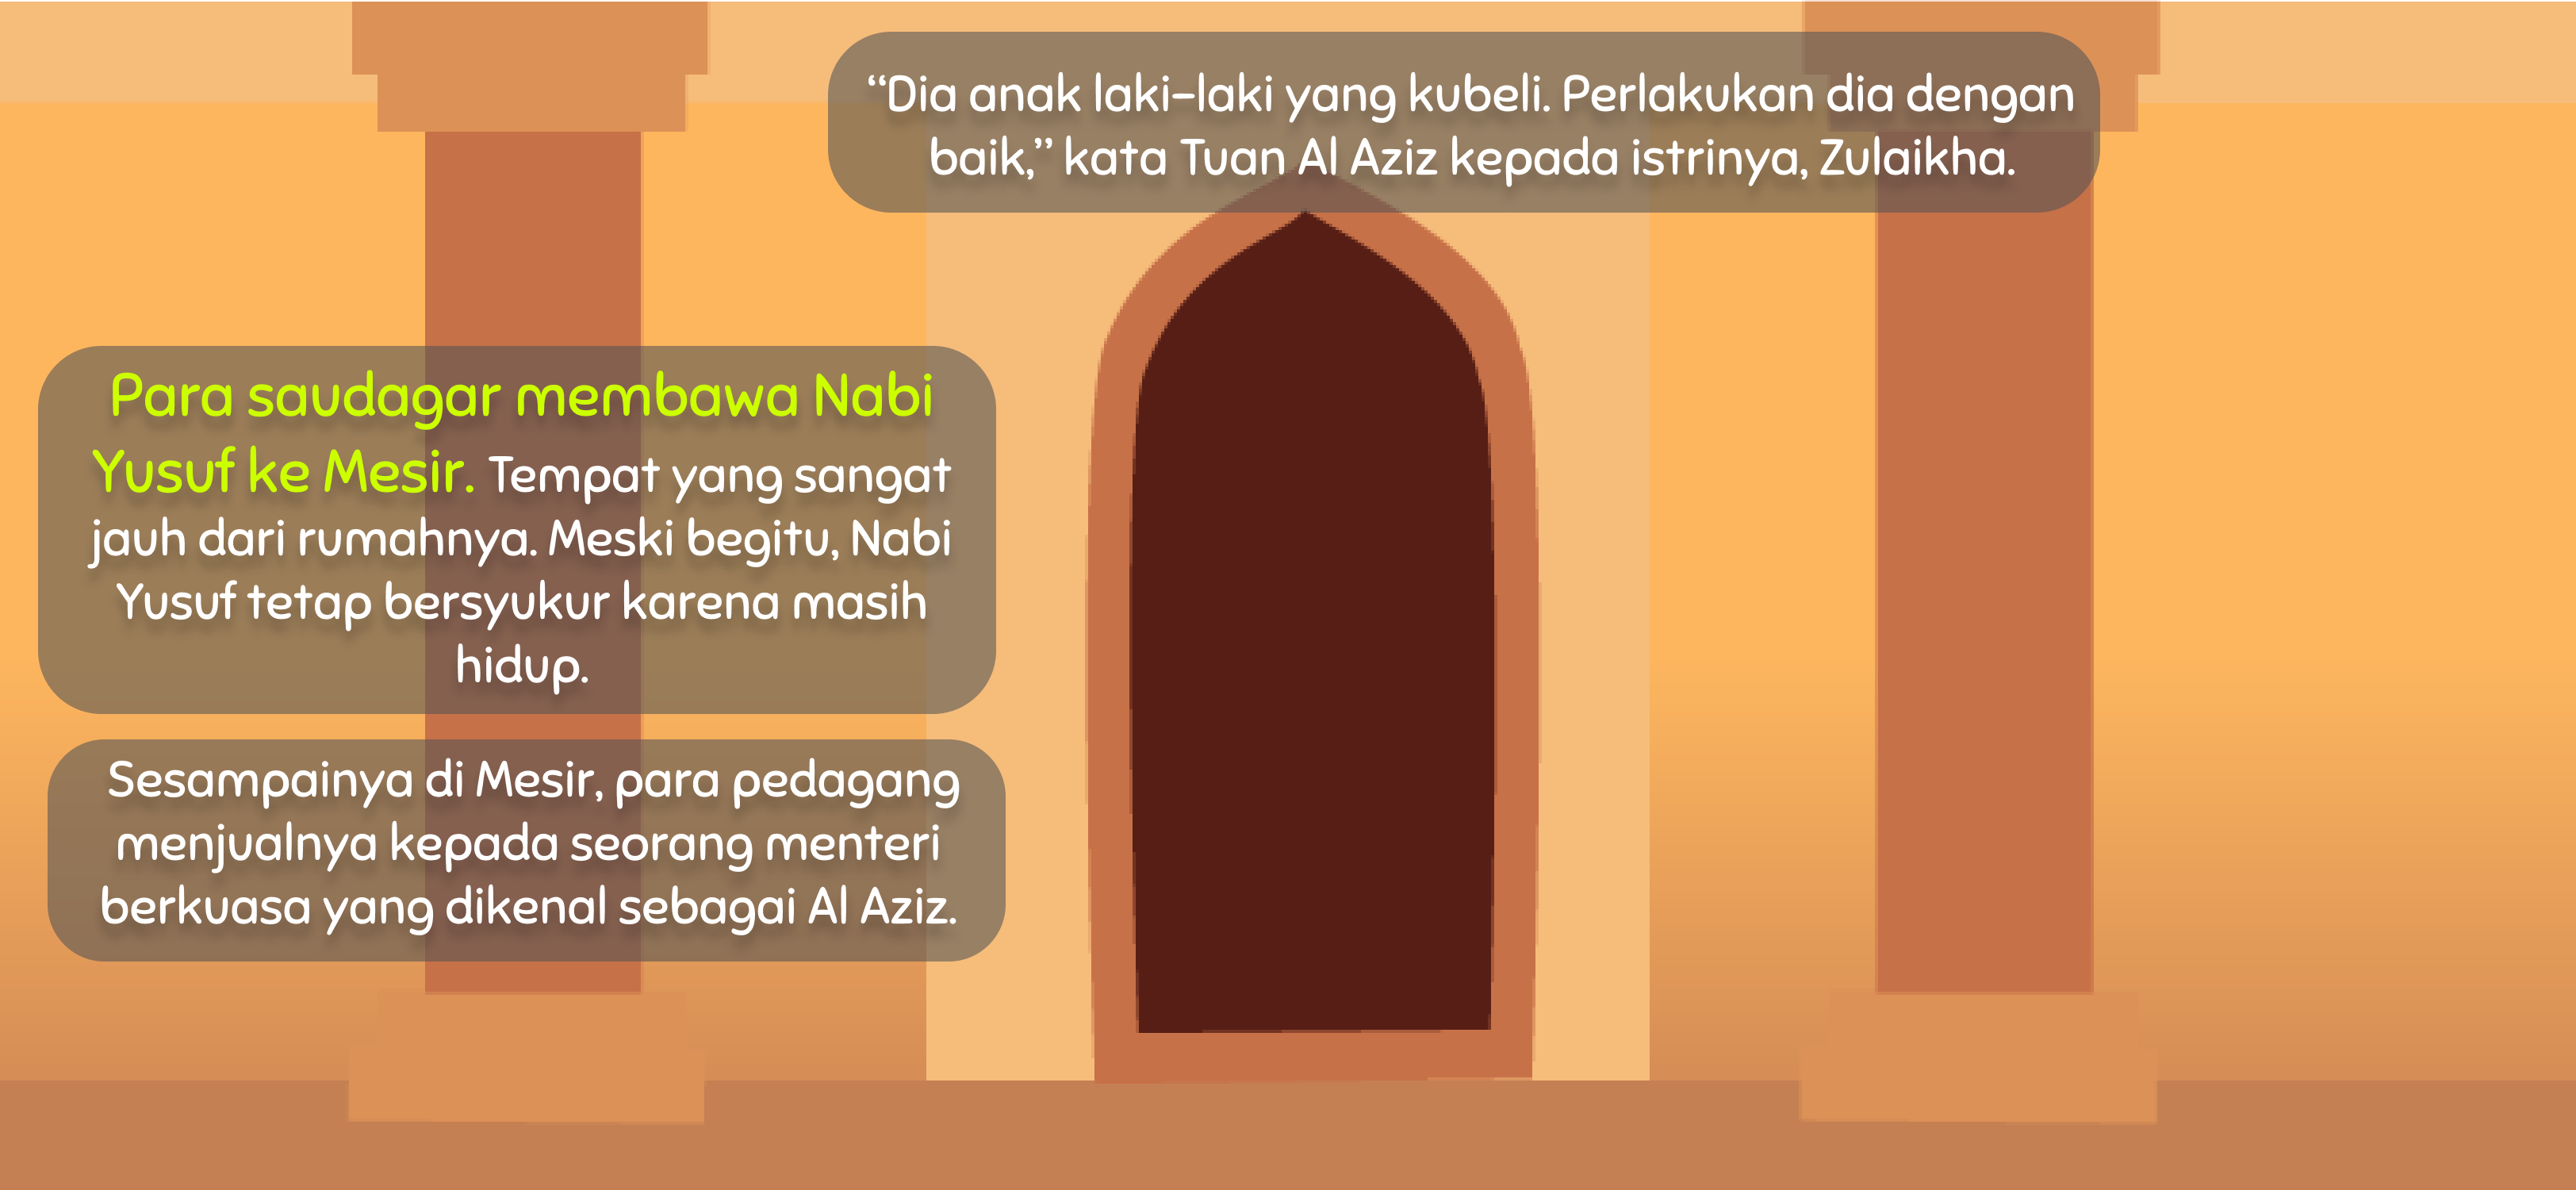 Para saudagar membawa Nabi
Yusuf ke Mesir. Tempat yang sangat
jauh dari rumahnya. Meski begitu, Nabi
Yusuf tetap bersyukur karena masih
hidup.
Sesampainya di Mesir, para pedagang
menjualnya kepada seorang menteri
berkuasa yang dikenal sebagai Al Aziz.
“Dia anak laki-laki yang kubeli. Perlakukan dia dengan
baik,” kata Tuan Al Aziz kepada istrinya, Zulaikha.